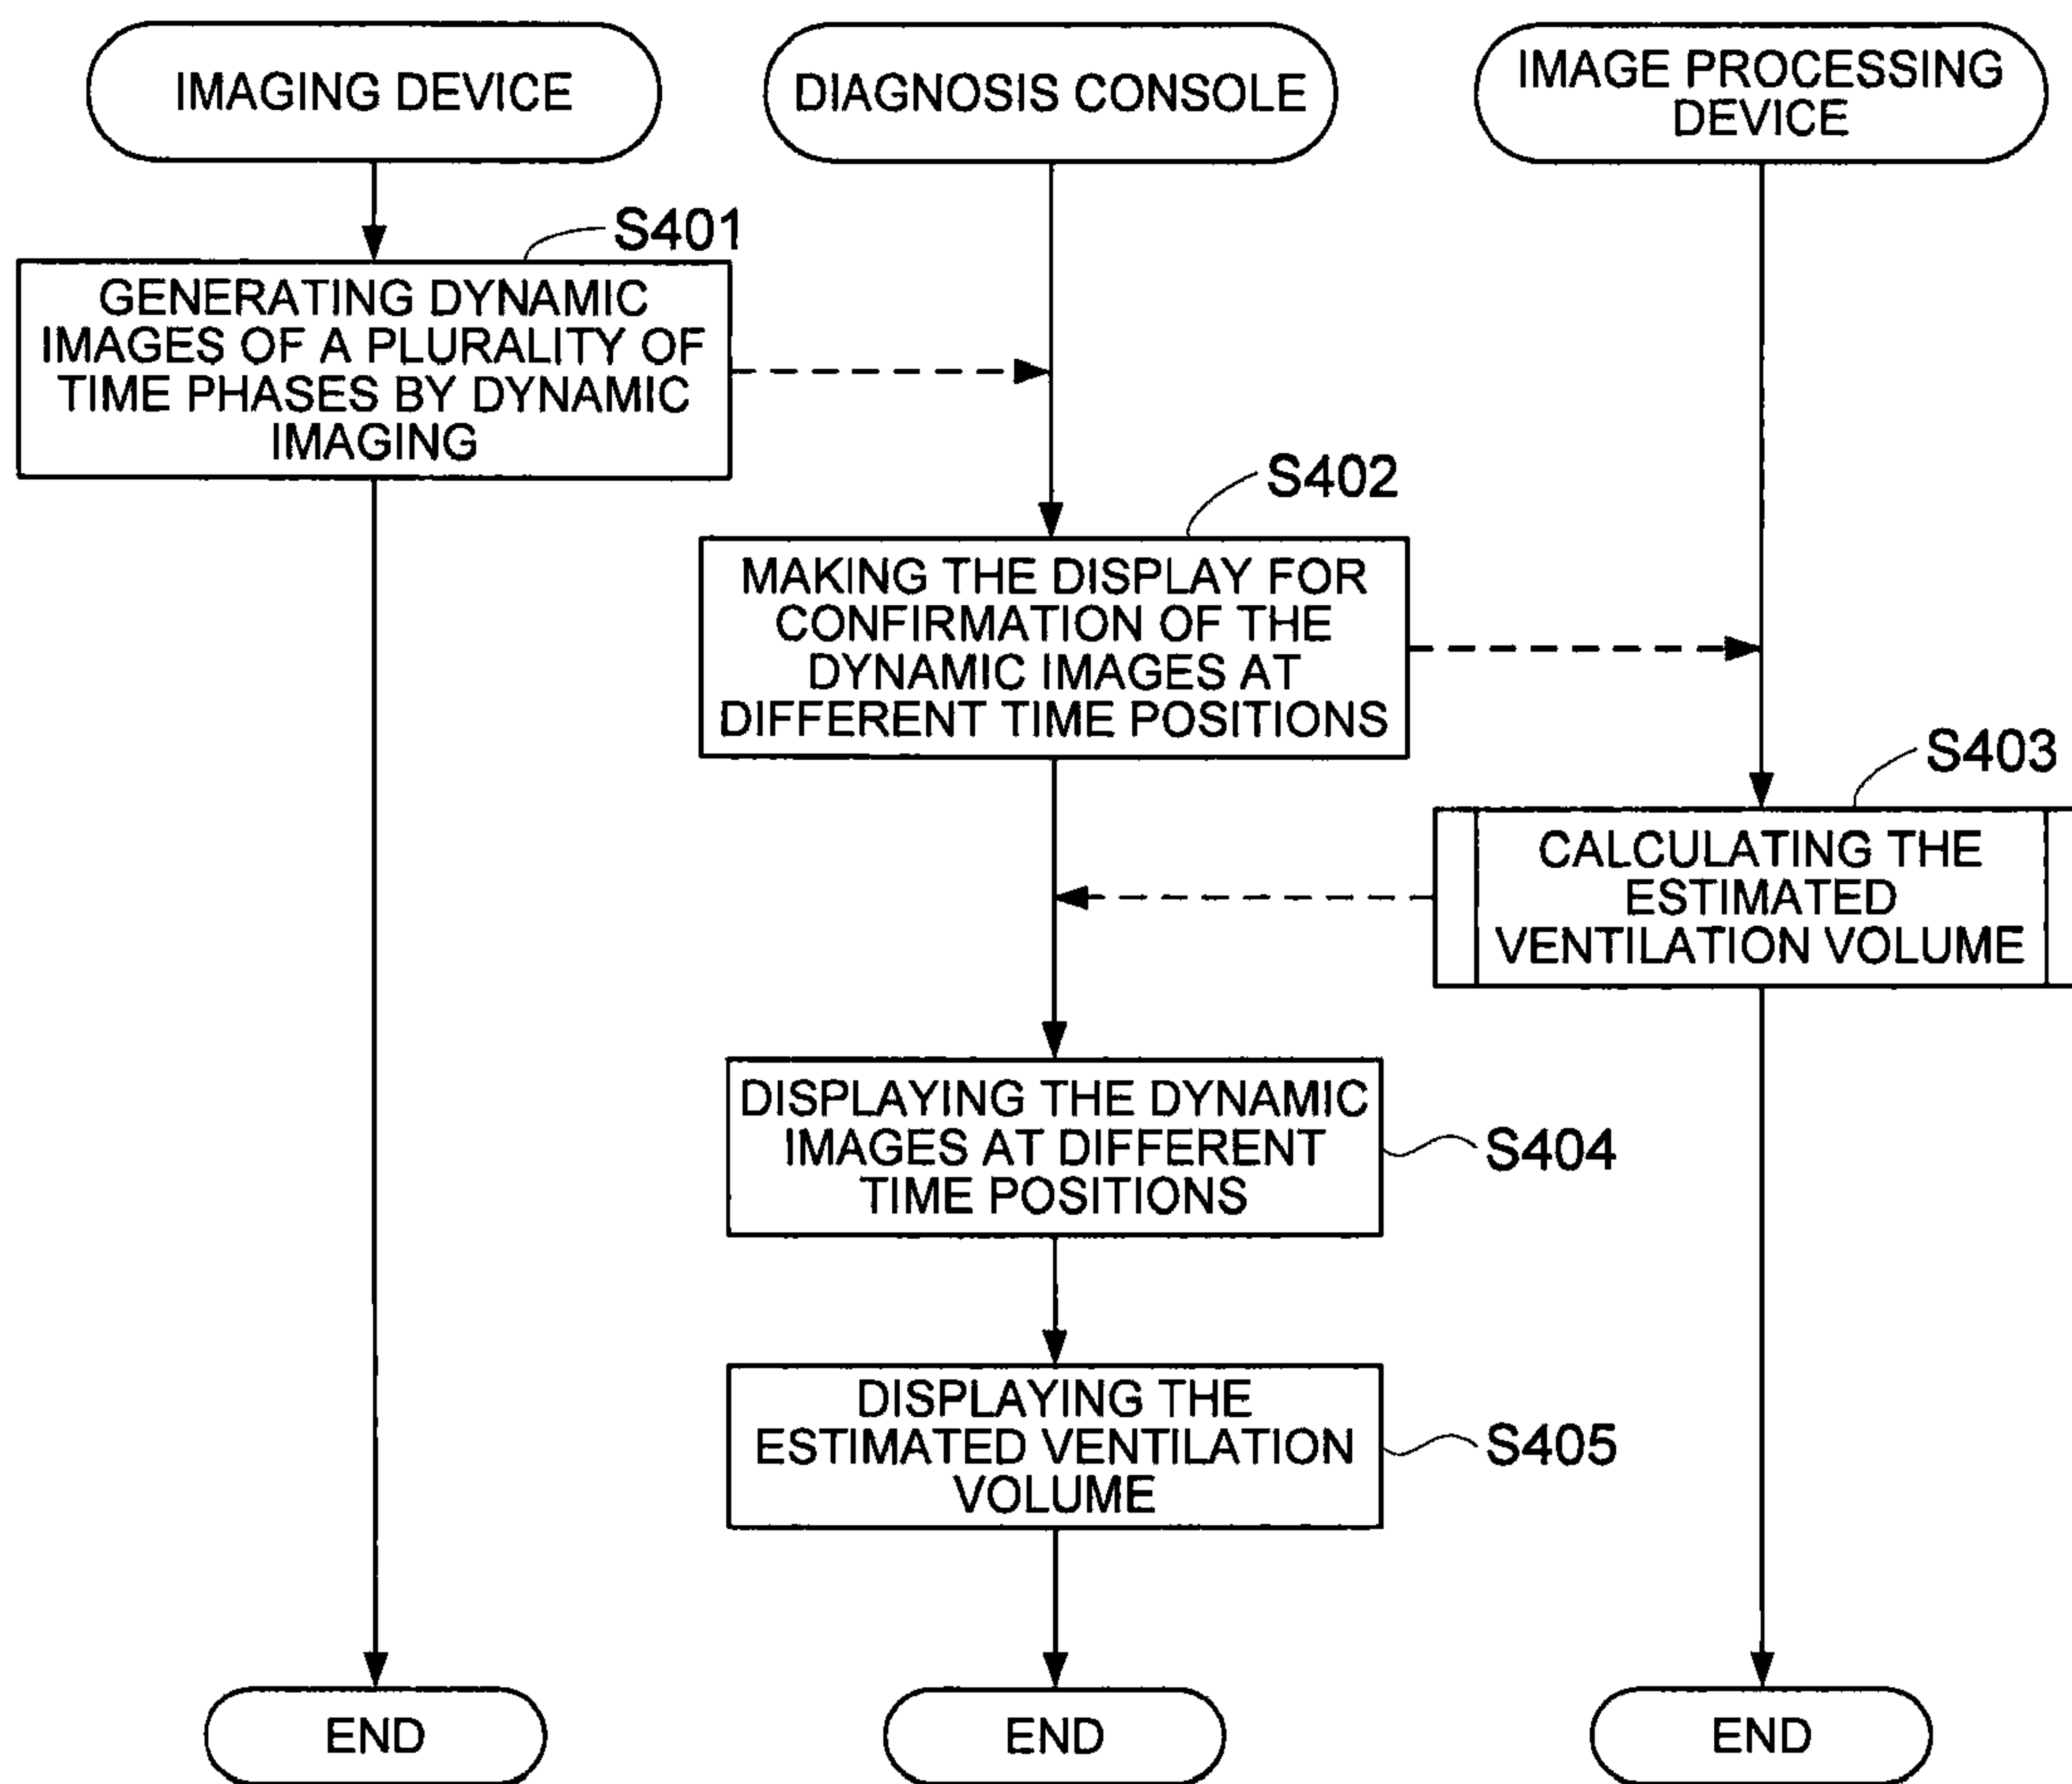 IMAGING DEVICE
DIAGNOSIS CONSOLE
IMAGE PROCESSING
DEVICE
S401
GENERATING DYNAMIC
IMAGES OF A PLURALITY OF
TIME PHASES BY DYNAMIC
IMAGING
S402
MAKING THE DISPLAY FOR
CONFIRMATION OF THE
DYNAMIC IMAGES AT
DIFFERENT TIME POSITIONS
S403
CALCULATING THE
ESTIMATED
VENTILATION VOLUME
DISPLAYING THE DYNAMIC
IMAGES AT DIFFERENT
TIME POSITIONS
S404
DISPLAYING THE
ESTIMATED VENTILATION
VOLUME
S405
END
END
END